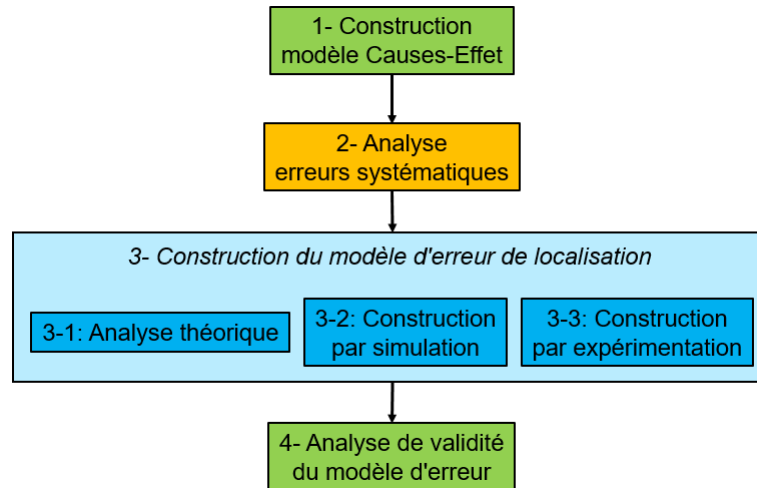 1- Construction
modèle Causes-Effet
2- Analyse
erreurs systématiques
3- Construction du modèle d'erreur de localisation
3-1: Analyse théorique
3-2: Construction
par simulation
3-3: Construction
par expérimentation
4- Analyse de validité
du modèle d'erreur